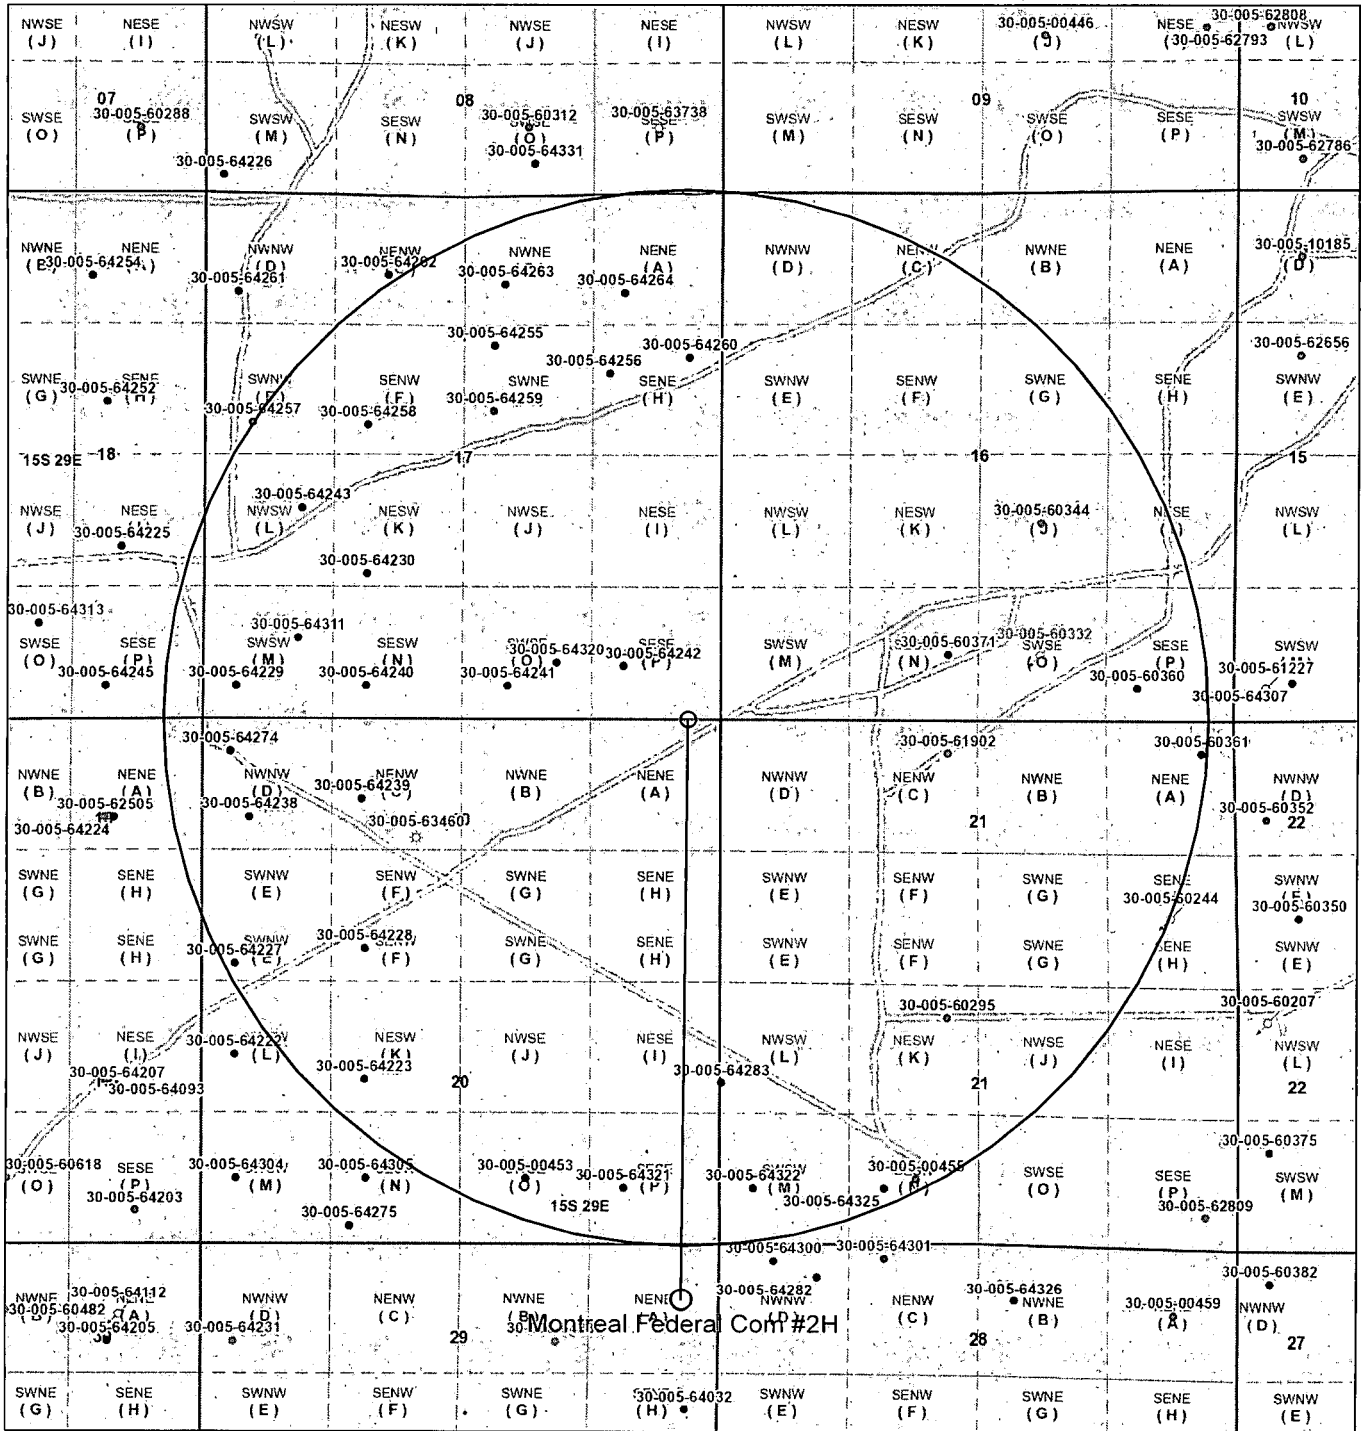 NWSE NESE NWSW NESW NWSE NESE NWSW NESW 30-005-00446 NESE 30-005-62808 NWSW
(J) (I) (L) (K) (J) (I) (L) (K) (J) 30-005-62793 (L)
07 08 09 10
30-005-60288 30-005-60312 30-005-63738
SWSE SWSW SESW SWSW SESW SWSE SESE SWSW
(O) (P) (M) (N) (O) (P) (M) (N) (O) (P) (M)
30-005-64226 30-005-64331 30-005-62786
NWNE NENE NWNW NENW NWNE NENE NWNW NENW NWNE NENE 30-005-10185
30-005-64254 (D) 30-005-64262 (A) (D) (C) (B) (A) (D)
30-005-64261 30-005-64263 30-005-64264
30-005-64255 30-005-64256 30-005-64260 30-005-62656
SWNE SENE SWNW SENW SWNE SENE SWNW SENW SWNE SENE SWNW
(G) 30-005-64252 (F) (H) (E) (F) (G) (H) (E)
30-005-64257 30-005-64258 30-005-64259
15S 29E 18 17 16 15
30-005-64243
NWSE NESE NWSW NESW NWSE NESE NWSW NESW 30-005-60344 NESE NWSW
(J) (L) (K) (J) (I) (L) (K) (J) (L)
30-005-64225
30-005-64230
30-005-64313 30-005-64311
SWSE SESE SWSW SESW SWSE SESE SWSW 30-005-60371 30-005-60332 SWSE SESE SWSW
(O) (P) (M) (N) (O) 30-005-64320 30-005-64242 (P) (M) (N) (O) (P) 30-005-61227
30-005-64245 30-005-64229 30-005-64240 30-005-64241 30-005-60360 30-005-64307
30-005-64274 30-005-61902 30-005-60361
NWNE NENE NWNW NENW NWNE NENE NWNW NENW NWNE NENE NWNW
(B) (A) (D) 30-005-64239 (B) (A) (D) (C) (B) (A) (D)
30-005-62505 30-005-64238 30-005-60352
30-005-64224 30-005-63460 21 22
SWNE SENE SWNW SENW SWNE SENE SWNW SENW SWNE SENE SWNW
(G) (H) (E) (F) (G) (H) (E) (F) (G) 30-005-60244 30-005-60350
30-005-64228
SWNE SENE SWNW SENW SWNE SENE SWNW SENW SWNE SENE SWNW
(G) (H) 30-005-64227 (E) (F) (G) (H) (E) (F) (G) (H) (E)
30-005-60295 30-005-60207
NWSE NESE NWSW NESW NWSE NESE NWSW NESW NWSE NESE NWSW
(J) (I) 30-005-64222 (L) (K) (J) (I) (L) (K) (J) (I) (L)
30-005-64207 30-005-64223 30-005-64283
30-005-64093 20 21 22
30-005-60375
30-005-60618 SESE 30-005-64304 30-005-64305 30-005-00453 30-005-64321 30-005-64322 30-005-00455 SWSE SESE SWSW
(O) (P) (M) (N) (O) (P) (M) 30-005-64325 (O) (P) (M)
30-005-64203 30-005-64275 15S 29E 30-005-62809
30-005-64300 30-005-64301
30-005-64282 30-005-64326 30-005-60382
NWNE 30-005-64112 NWNW NENW NWNE NENE NWNW NENW NWNE 30-005-00459 NWNW
30-005-60482 (A) (D) (C) (B) (A) (D) (C) (B) (A) (D)
30-005-64205 30-005-64231 29 Montreal Federal Com #2H 28 27
SWNE SENE SWNW SENW SWNE 30-005-64032 SWNW SENW SWNE SENE SWNW
(G) (H) (E) (F) (G) (H) (E) (F) (G) (H) (E)